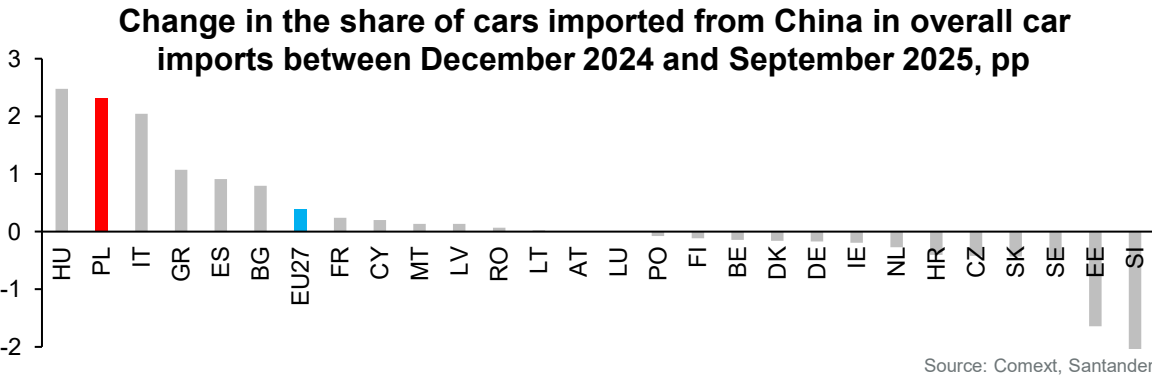 Change in the share of cars imported from China in overall car
imports between December 2024 and September 2025, pp
3
2
1
0
-1
-2
HU PL IT GR ES BG EU27 FR CY MT LV RO LT AT LU PO FI BE DK DE IE NL HR CZ SK SE EE SI
Source: Comext, Santander